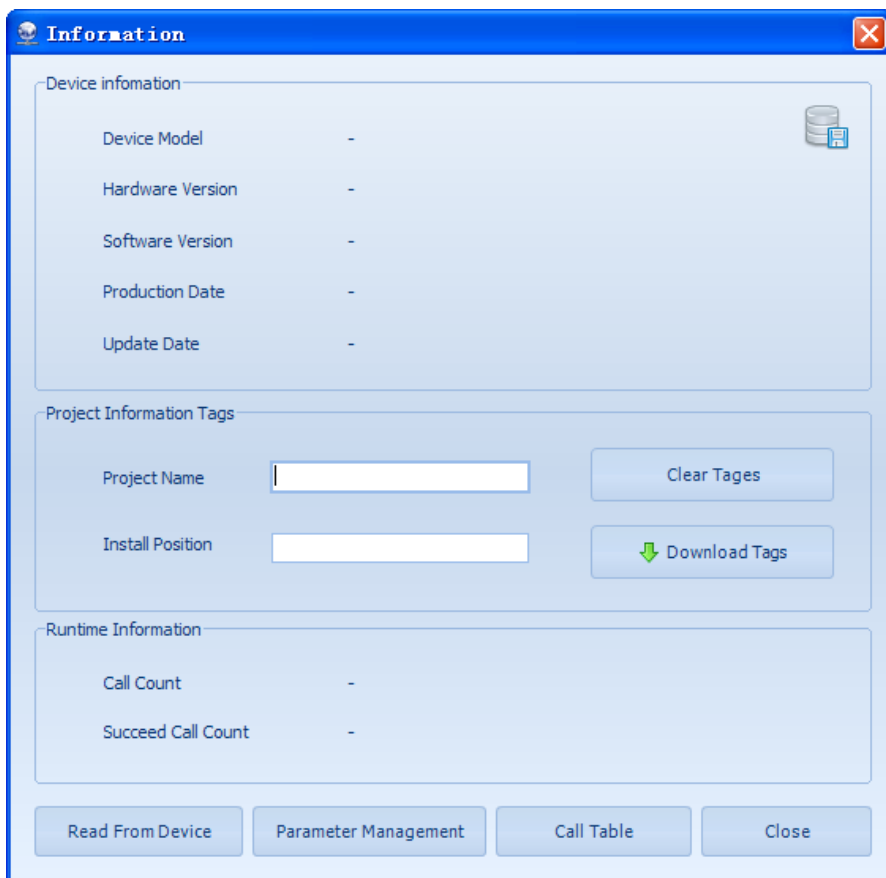 Information
Device infomation
Device Model -
Hardware Version -
Software Version -
Production Date -
Update Date -
Project Information Tags
Project Name
Clear Tages
Install Position
Download Tags
Runtime Information
Call Count -
Succeed Call Count -
Read From Device Parameter Management Call Table Close